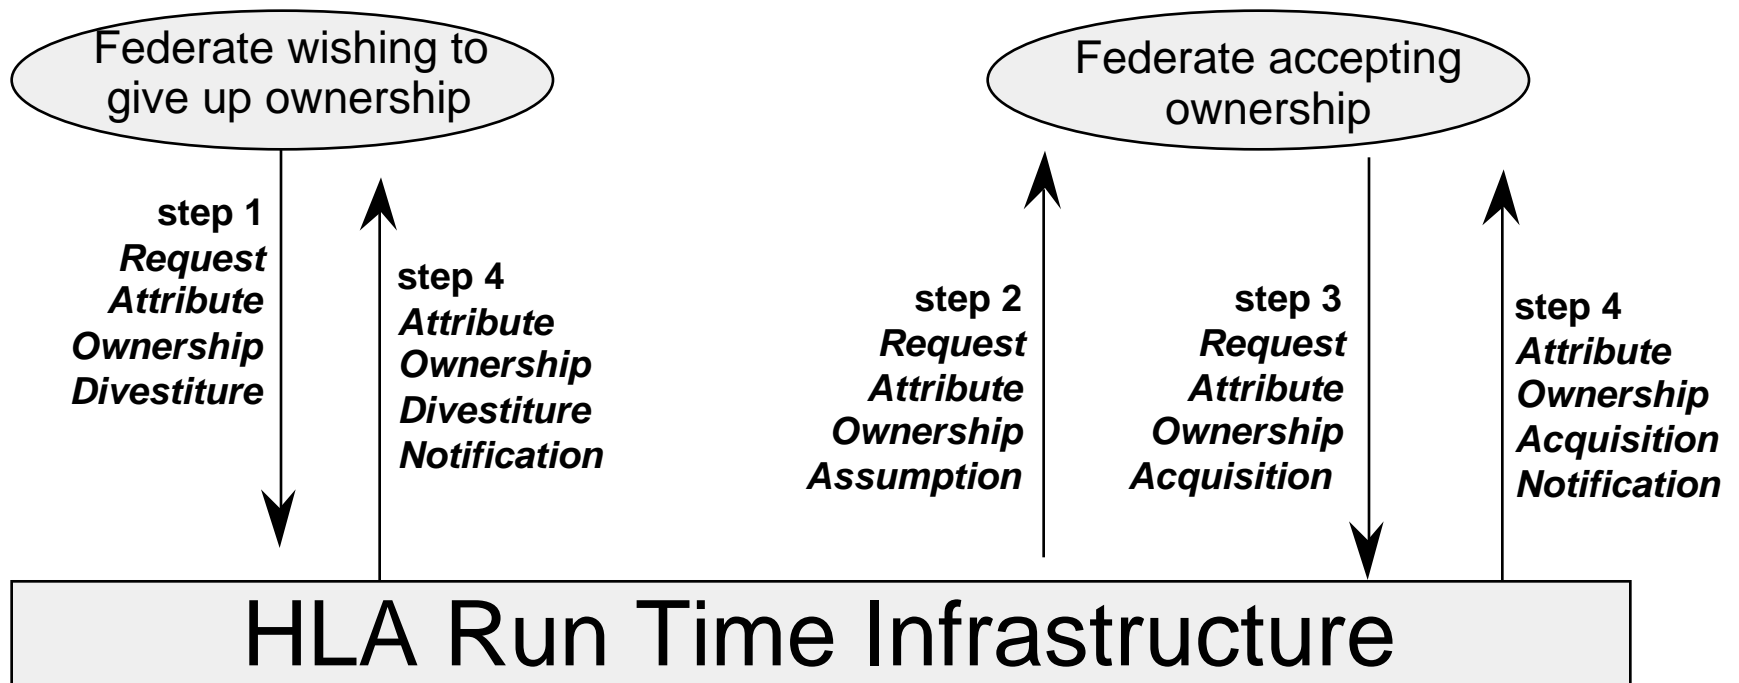 Federate wishing to
give up ownership
Federate accepting
ownership
step 1
Request
Attribute
Ownership
Divestiture
step 4
Attribute
Ownership
Divestiture
Notification
step 2
Request
Attribute
Ownership
Assumption
step 3
Request
Attribute
Ownership
Acquisition
step 4
Attribute
Ownership
Acquisition
Notification
HLA Run Time Infrastructure